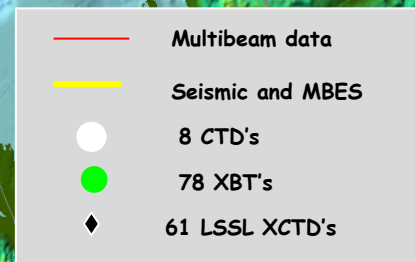 Multibeam data
Seismic and MBES
8 CTD's
78 XBT's
61 LSSL XCTD's